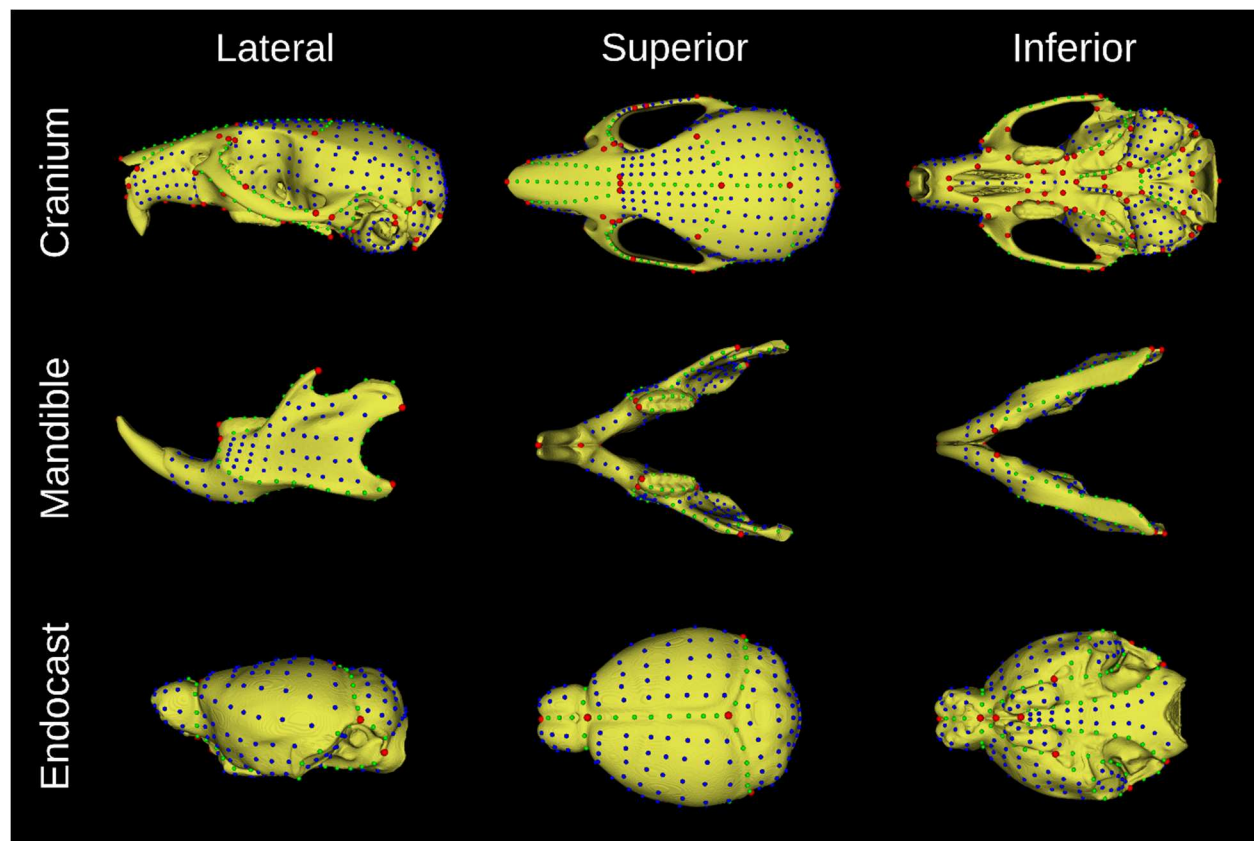 Lateral
Superior
Inferior
Cranium
Mandible
Endocast